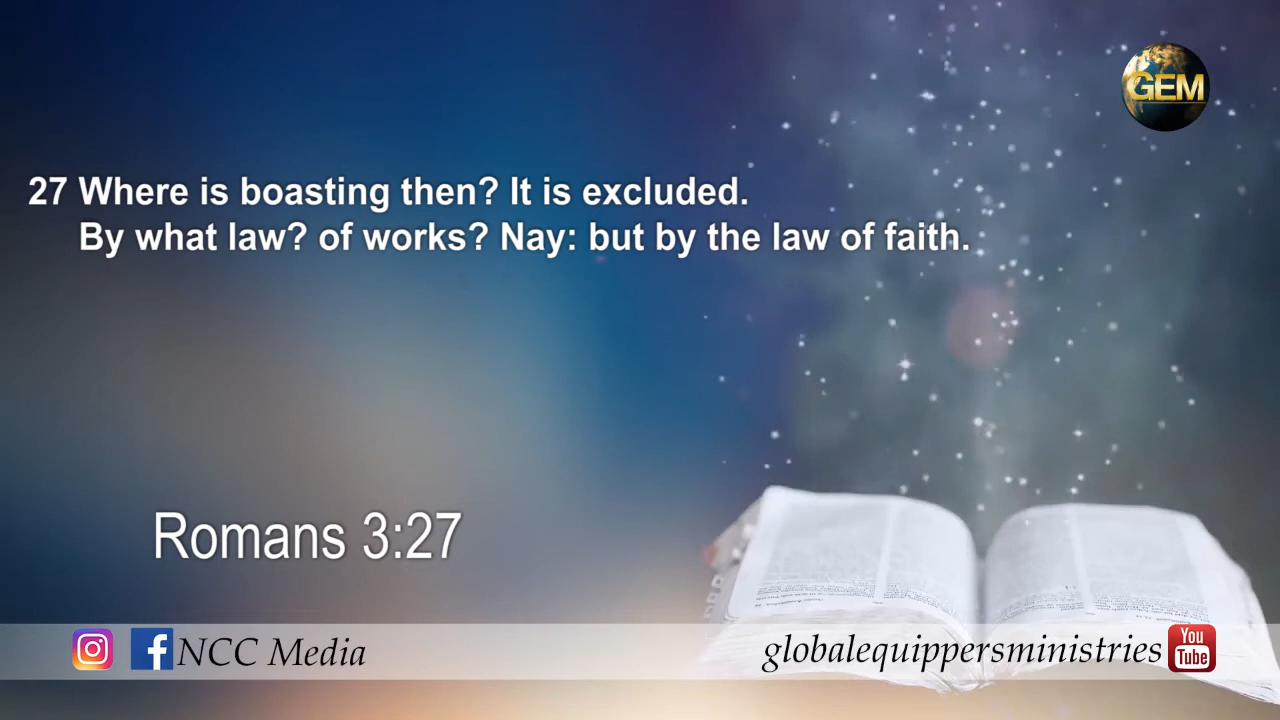 GEM
27 Where is boasting then? It is excluded.
By what law? of works? Nay: but by the law of faith.
Romans 3:27
NCC Media
globalequippersministries
You
Tube